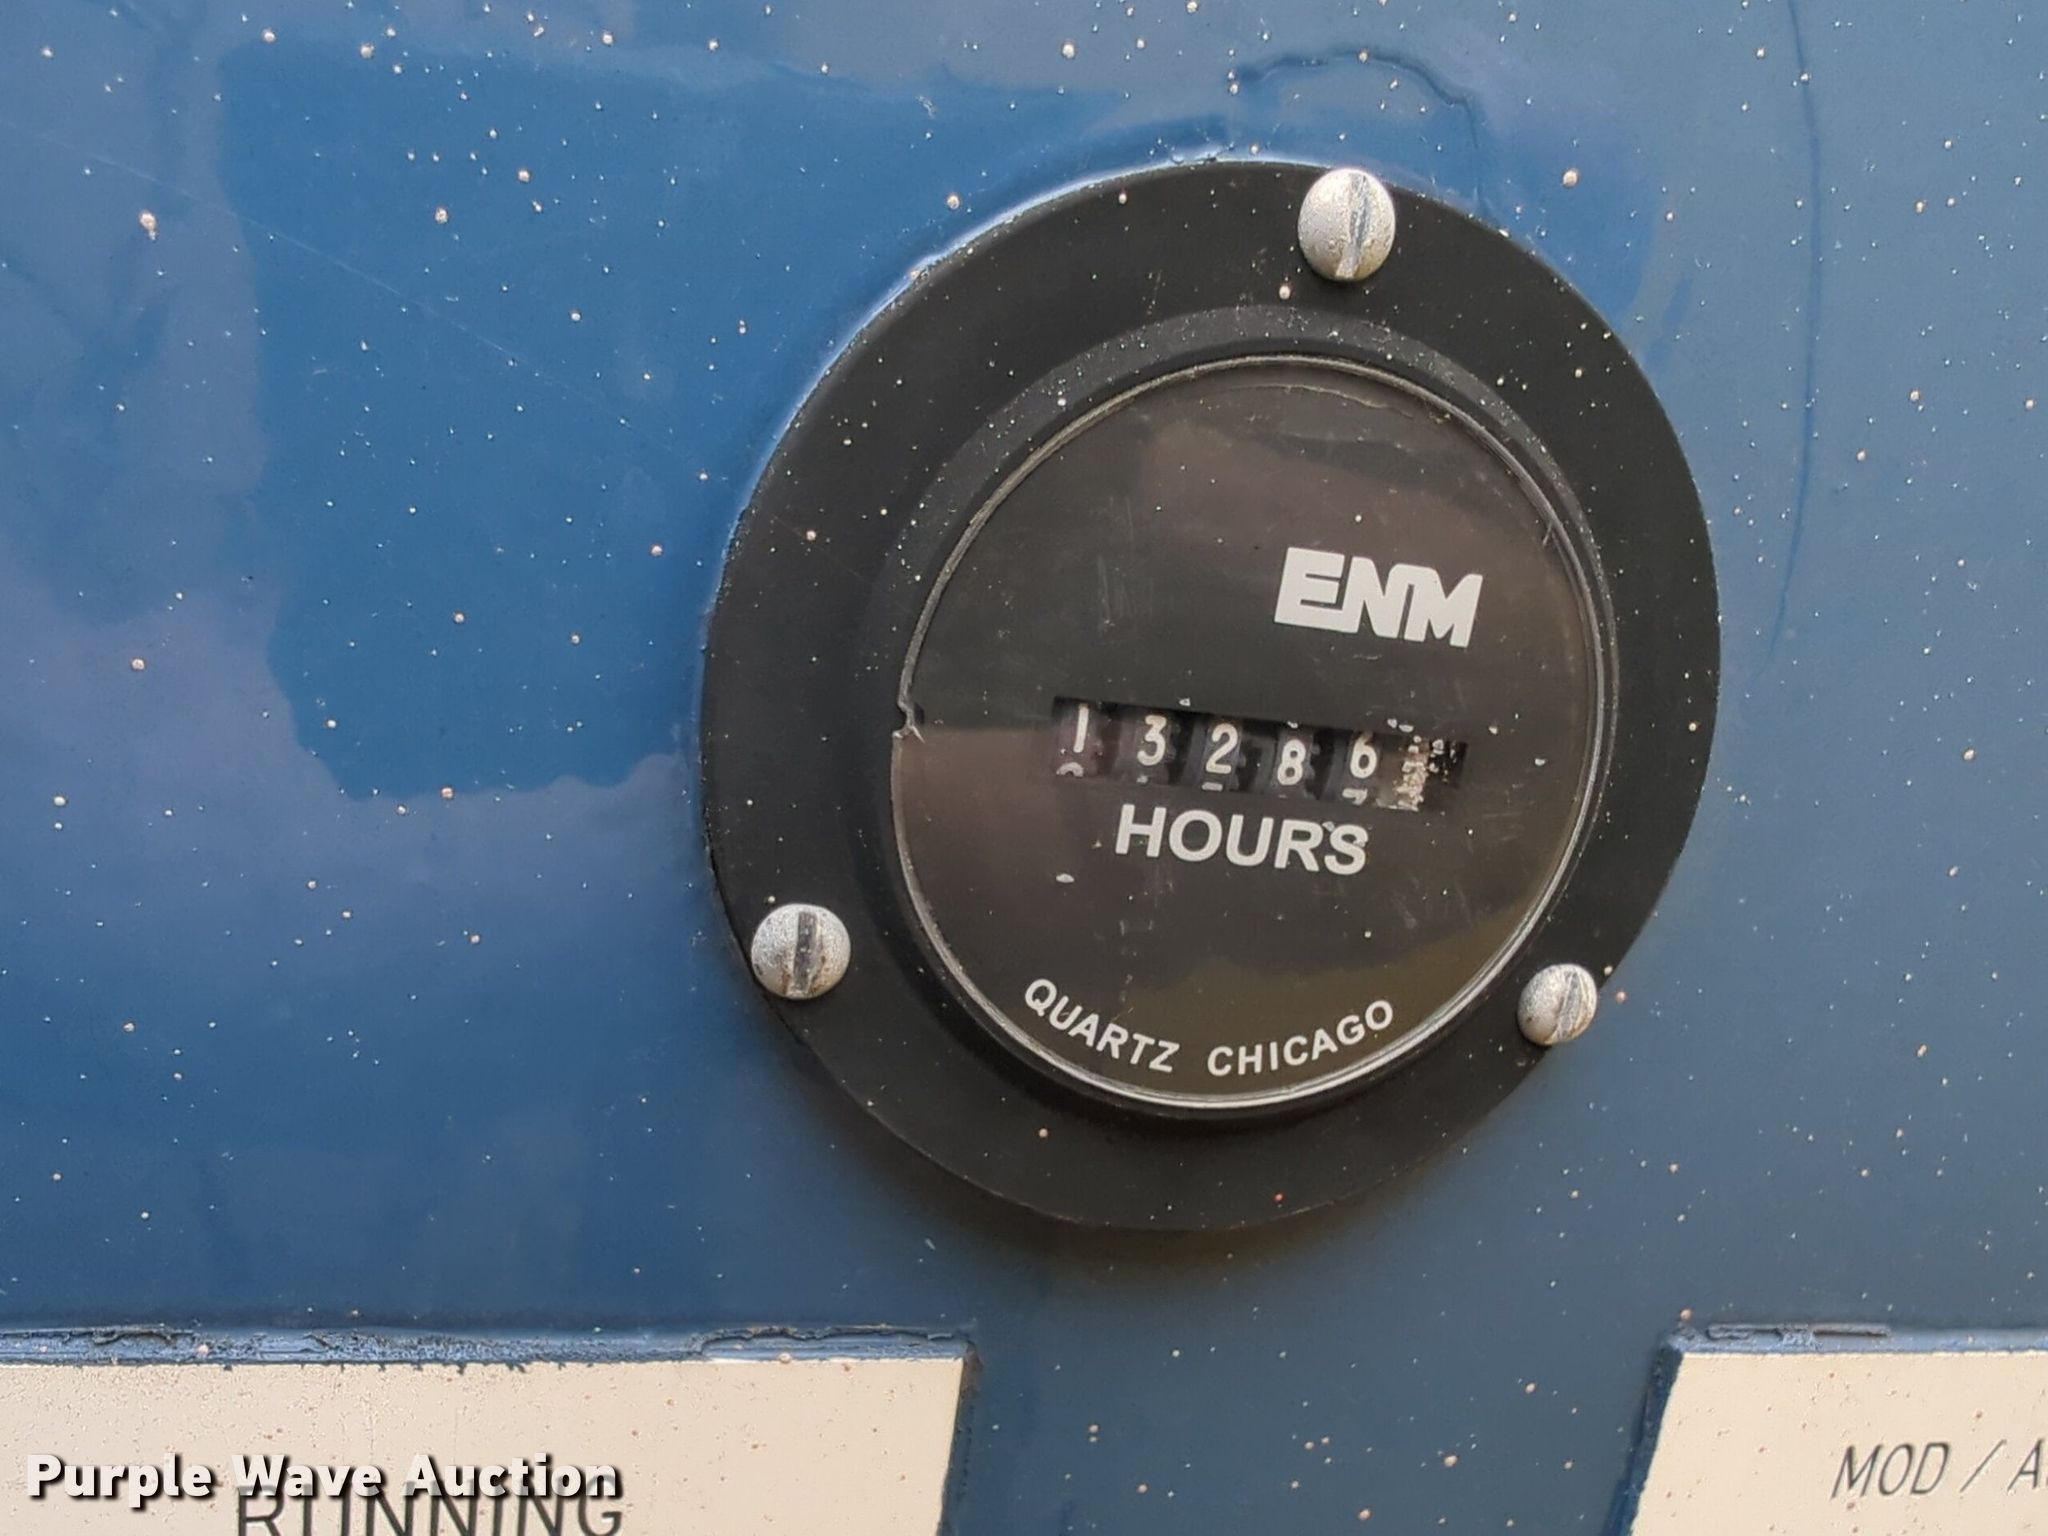 ENM
13286
HOURS
QUARTZ CHICAGO
Purple Wave Auction
RUNNING
MOD /